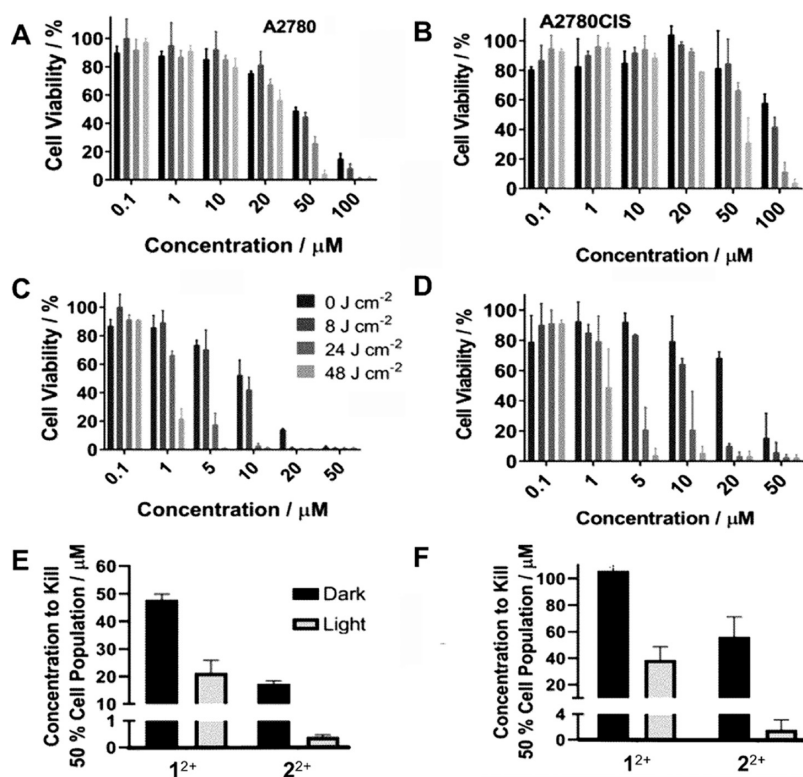 A
A2780
Cell Viability / %
100
80
60
40
20
0
0.1
1
10
20
50
100
Concentration / μM
B
A2780CIS
Cell Viability / %
100
80
60
40
20
0
0.1
1
10
20
50
100
Concentration / μM
C
Cell Viability / %
100
80
60
40
20
0
0.1
1
5
10
20
50
Concentration / μM
0 J cm⁻²
8 J cm⁻²
24 J cm⁻²
48 J cm⁻²
D
Cell Viability / %
100
80
60
40
20
0
0.1
1
5
10
20
50
Concentration / μM
E
Concentration to Kill
50 % Cell Population / μM
60
50
40
30
20
10
1
0
1²⁺
2²⁺
Dark
Light
F
Concentration to Kill
50 % Cell Population / μM
100
80
60
40
20
4
0
1²⁺
2²⁺